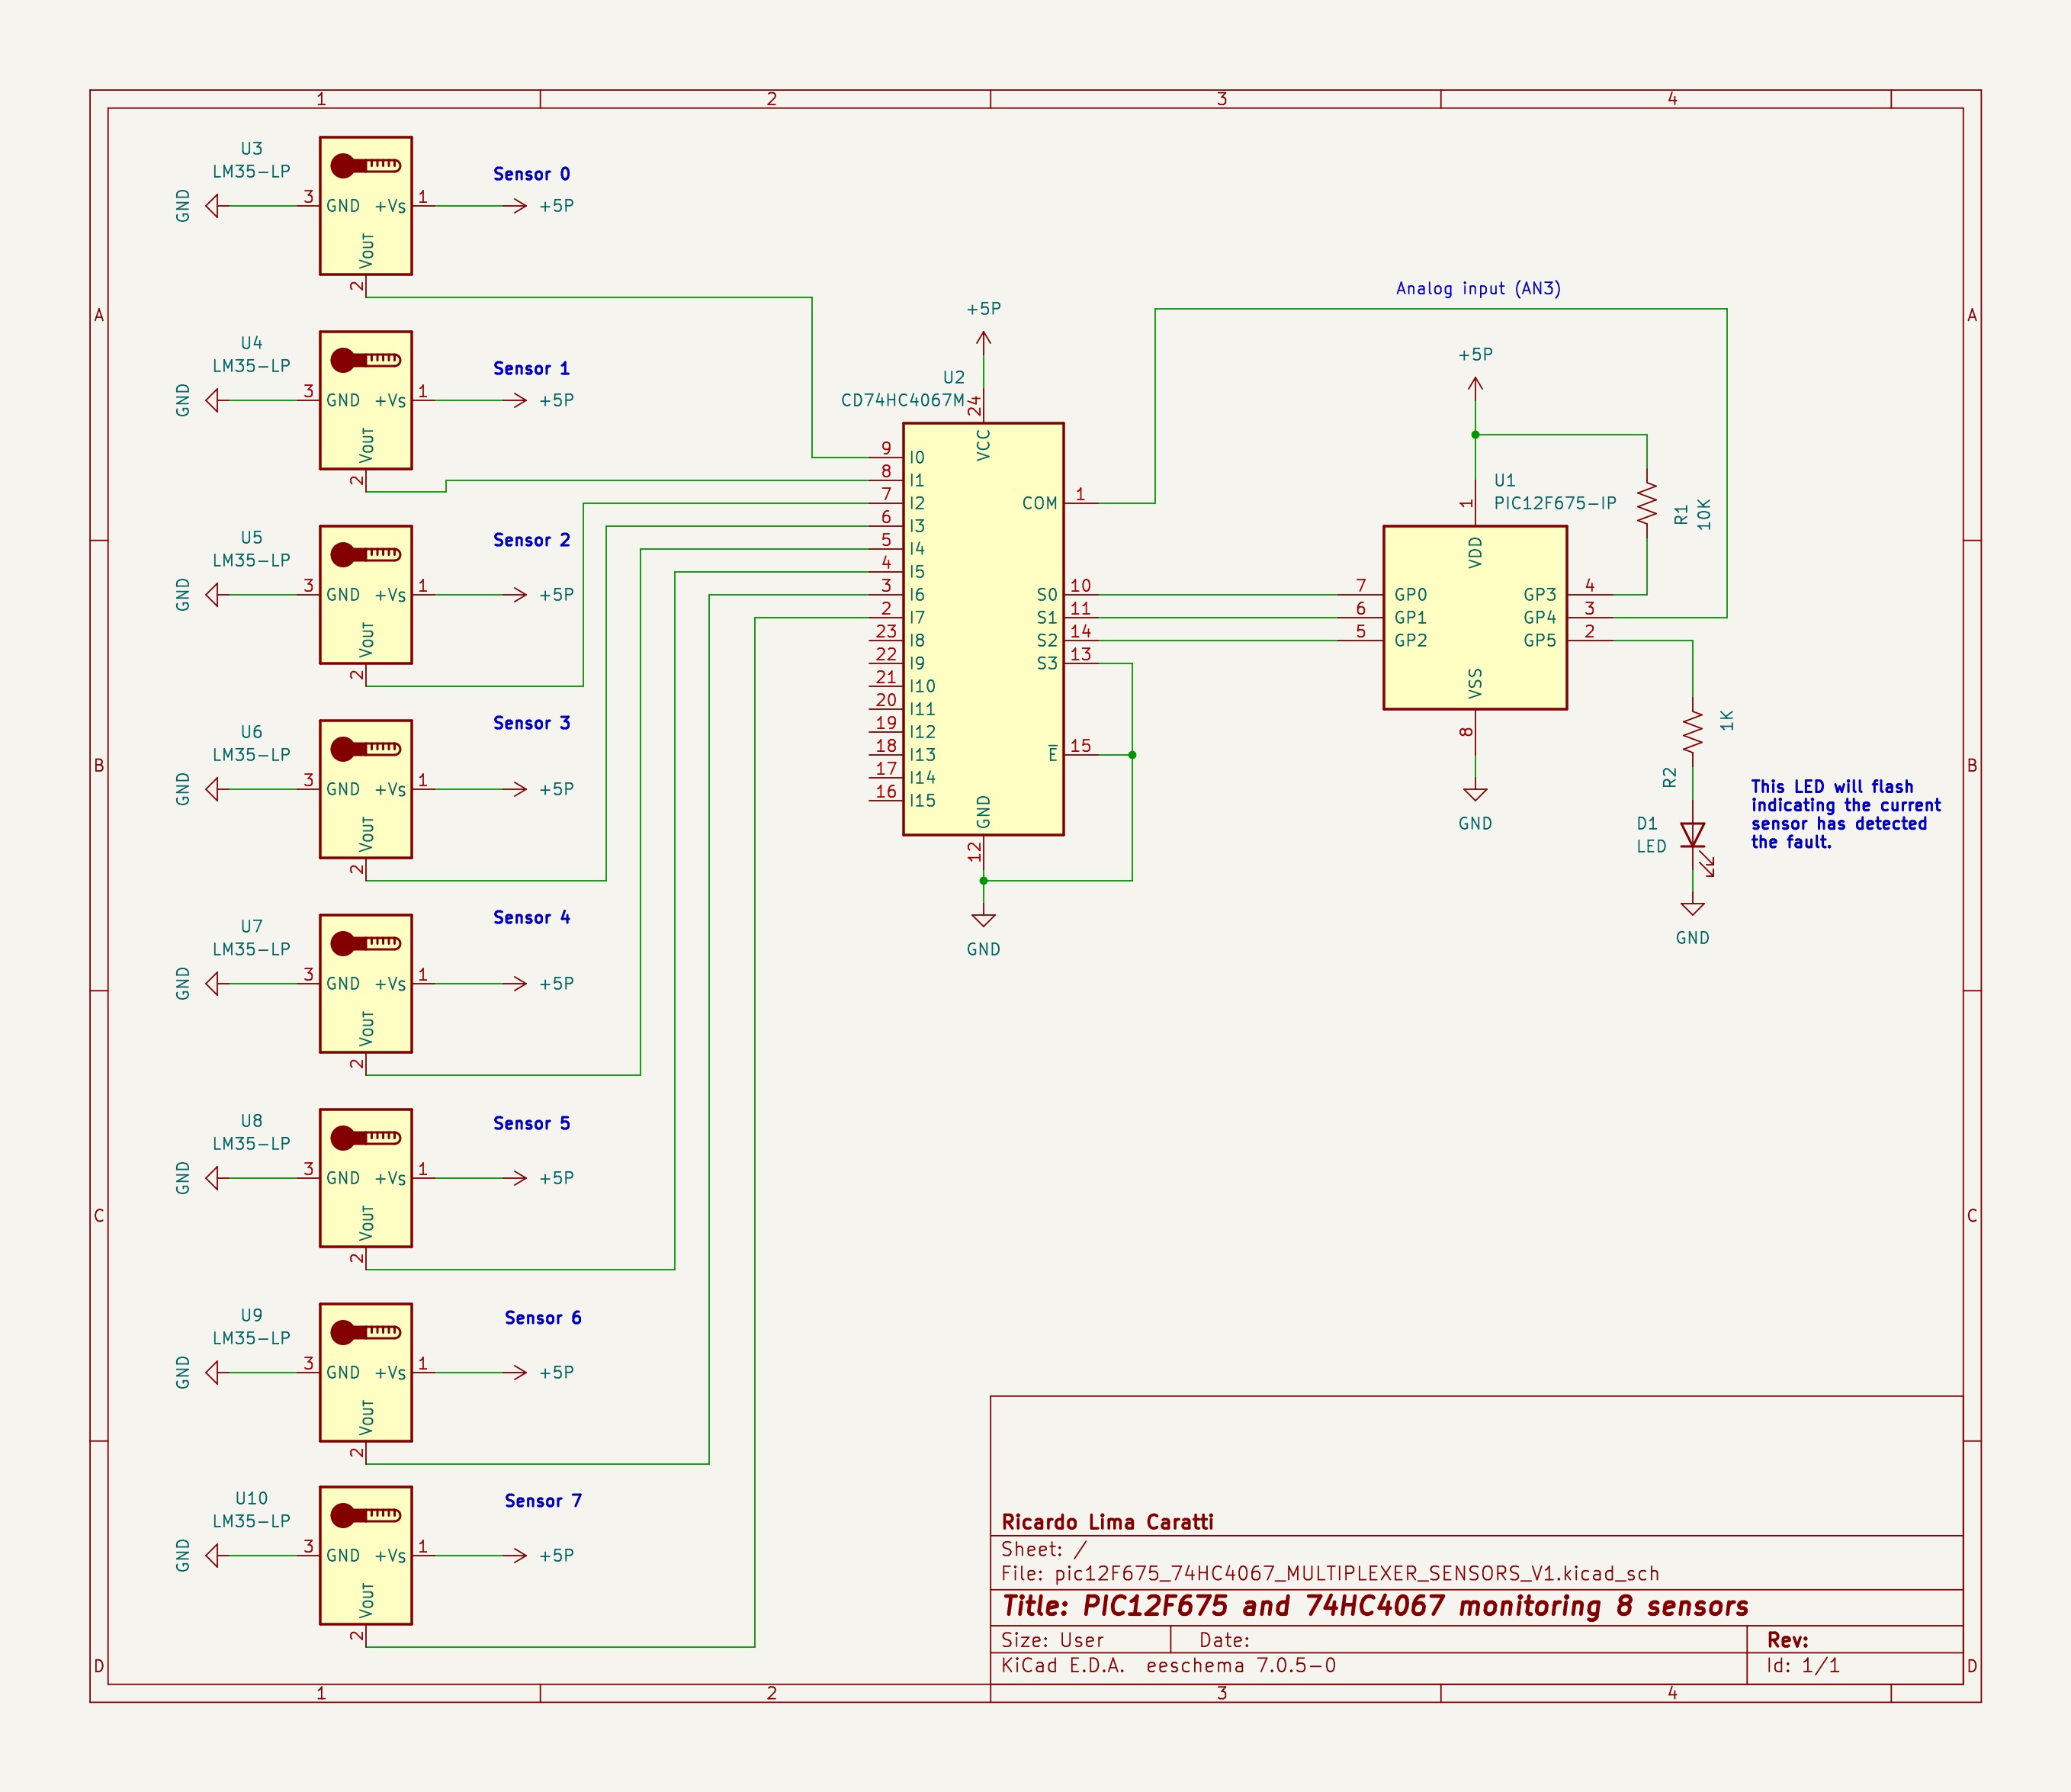 1 2 3 4
A
B
C
D
A
B
C
D
1 2 3 4
U3
LM35-LP
GND
3 GND +Vs 1
+5P
VOUT
2
Sensor 0
U4
LM35-LP
GND
3 GND +Vs 1
+5P
VOUT
2
Sensor 1
U5
LM35-LP
GND
3 GND +Vs 1
+5P
VOUT
2
Sensor 2
U6
LM35-LP
GND
3 GND +Vs 1
+5P
VOUT
2
Sensor 3
U7
LM35-LP
GND
3 GND +Vs 1
+5P
VOUT
2
Sensor 4
U8
LM35-LP
GND
3 GND +Vs 1
+5P
VOUT
2
Sensor 5
U9
LM35-LP
GND
3 GND +Vs 1
+5P
VOUT
2
Sensor 6
U10
LM35-LP
GND
3 GND +Vs 1
+5P
VOUT
2
Sensor 7
+5P
U2
CD74HC4067M
24
VCC
9 I0
8 I1
7 I2
6 I3
5 I4
4 I5
3 I6
2 I7
23 I8
22 I9
21 I10
20 I11
19 I12
18 I13
17 I14
16 I15
COM 1
S0 10
S1 11
S2 14
S3 13
E 15
GND
12
GND
Analog input (AN3)
+5P
U1
PIC12F675-IP
1
VDD
7 GP0
6 GP1
5 GP2
GP3 4
GP4 3
GP5 2
VSS
8
GND
R1
10K
1K
R2
D1
LED
GND
This LED will flash
indicating the current
sensor has detected
the fault.
Ricardo Lima Caratti
Sheet: /
File: pic12F675_74HC4067_MULTIPLEXER_SENSORS_V1.kicad_sch
Title: PIC12F675 and 74HC4067 monitoring 8 sensors
Size: User Date: Rev:
KiCad E.D.A. eeschema 7.0.5-0 Id: 1/1